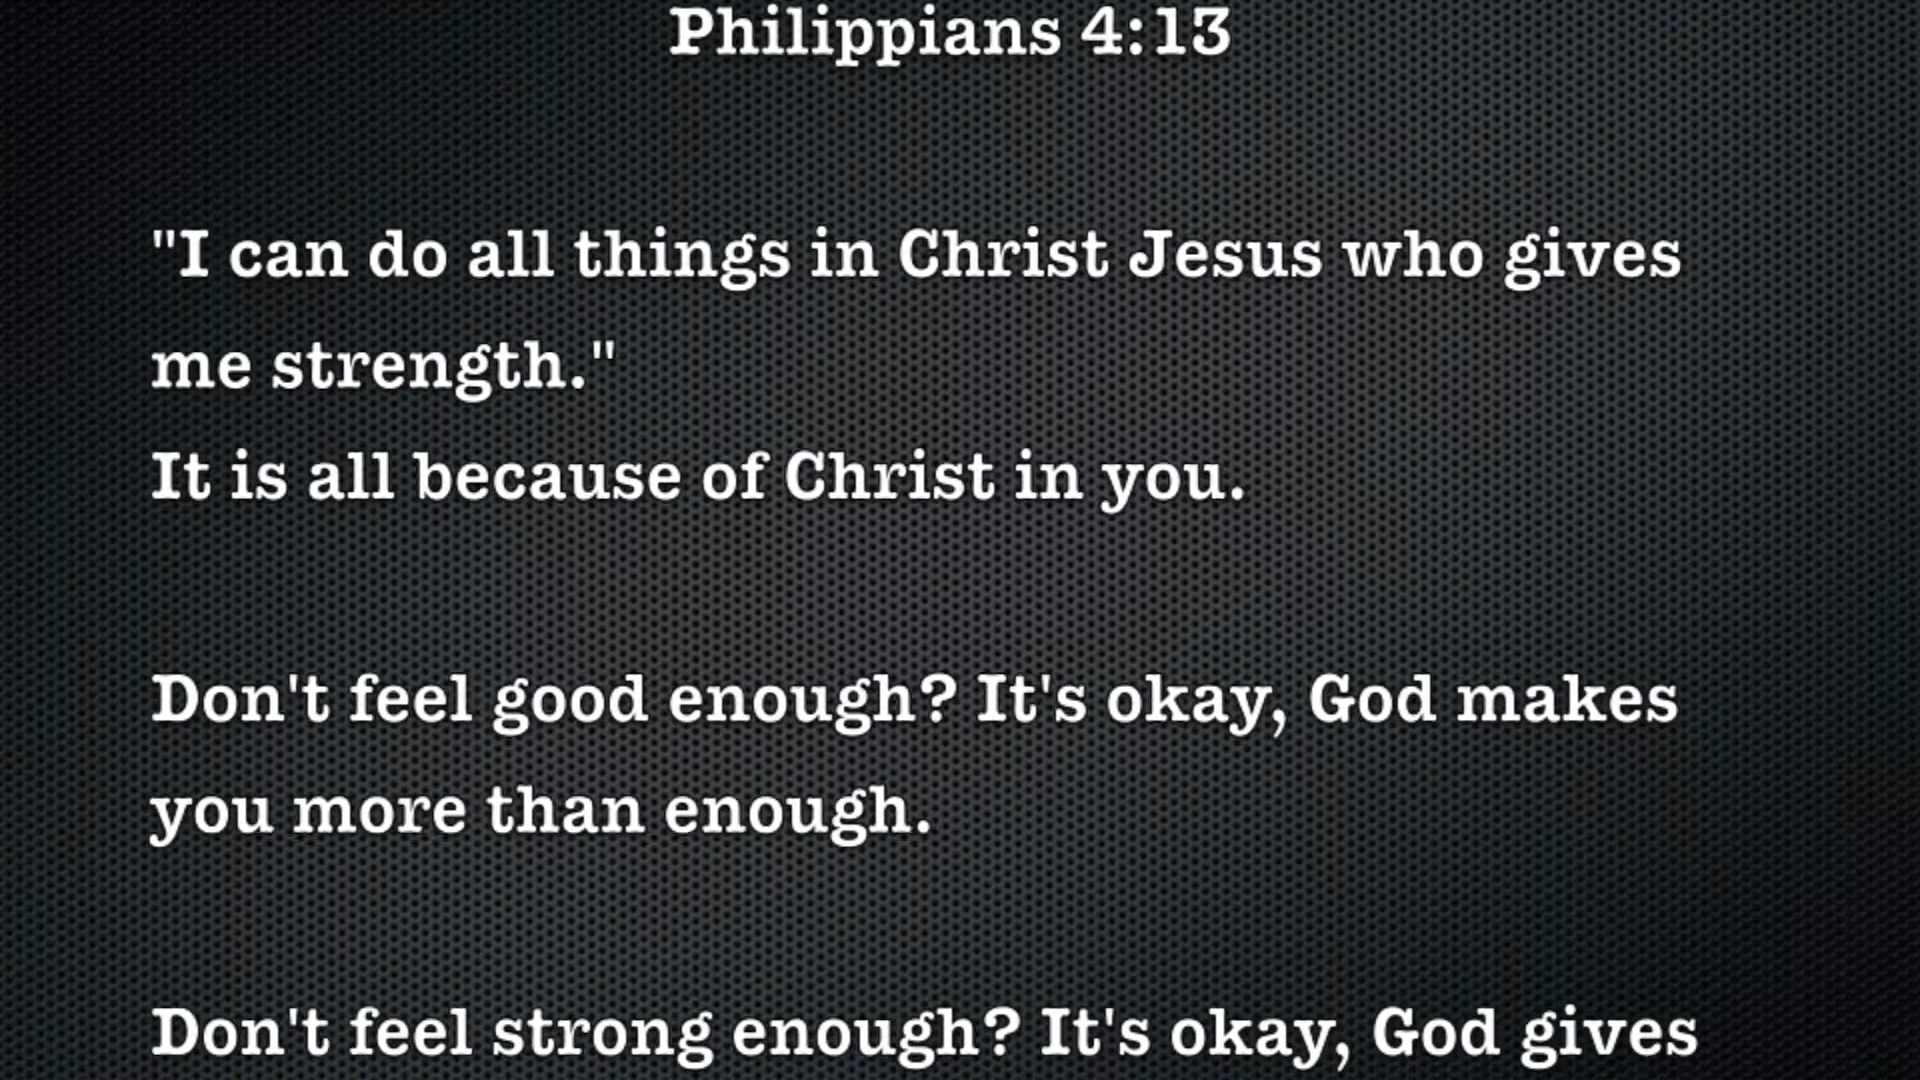 Philippians 4:13
"I can do all things in Christ Jesus who gives
me strength."
It is all because of Christ in you.
Don't feel good enough? It's okay, God makes
you more than enough.
Don't feel strong enough? It's okay, God gives